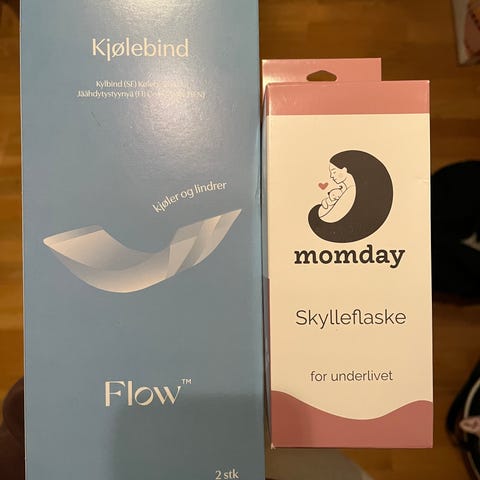 Kjølebind
Kylbind (SE)
Jäähdytystyynyä (FI)
kjøler og lindrer
Flow™
2 stk
momday
Skylleflaske
for underlivet